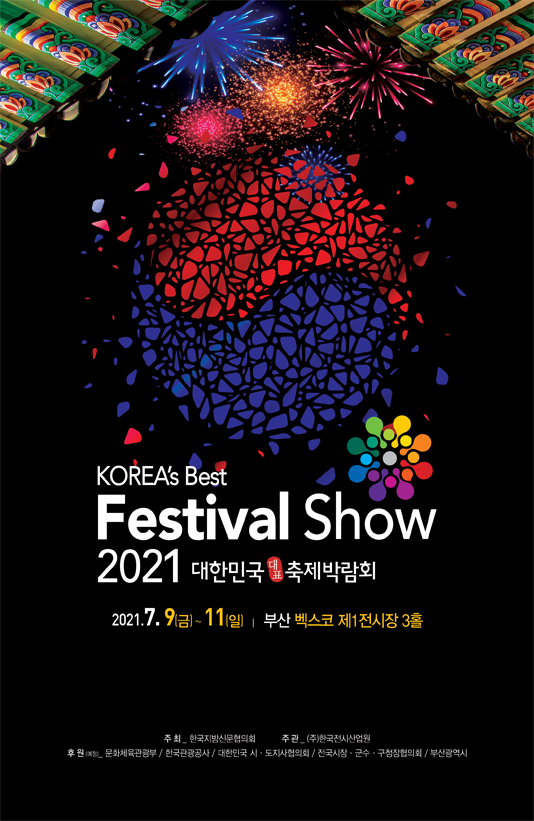 KOREA's Best
Festival Show
2021 대한민국 대표 축제박람회
2021.7. 9(금) ~ 11(일) | 부산 벡스코 제1전시장 3홀
주 최 _ 한국지방신문협의회 주 관 _ (주)한국전시산업원
후 원 (예정)_ 문화체육관광부 / 한국관광공사 / 대한민국 시 · 도지사협의회 / 전국시장 · 군수 · 구청장협의회 / 부산광역시